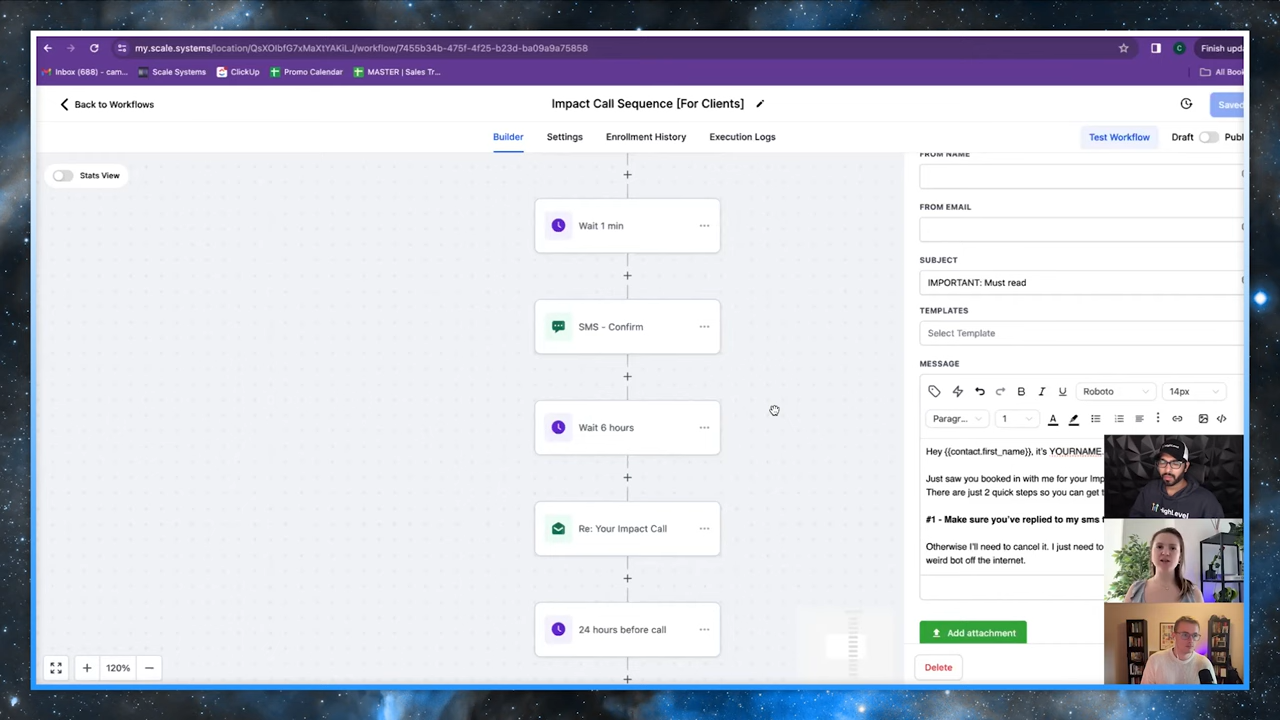 my.scale.systems/location/QsXOlbfG7xMaXtYAKiLJ/workflow/7455b34b-475f-4f25-b23d-ba09a9a75858
C
Finish upda
Inbox (688) - cam...
Scale Systems
ClickUp
Promo Calendar
MASTER | Sales Tr...
All Book
Back to Workflows
Impact Call Sequence [For Clients]
Saved
Builder
Settings
Enrollment History
Execution Logs
Test Workflow
Draft
Publ
Stats View
FROM NAME
Wait 1 min
FROM EMAIL
SUBJECT
IMPORTANT: Must read
TEMPLATES
SMS - Confirm
Select Template
MESSAGE
B I U
Roboto
14px
Paragr...
1
A
Wait 6 hours
Hey {{contact.first_name}}, it's YOURNAME.
Just saw you booked in with me for your Imp
There are just 2 quick steps so you can get t
#1 - Make sure you've replied to my sms
Re: Your Impact Call
Otherwise I'll need to cancel it. I just need to
weird bot off the internet.
24 hours before call
Add attachment
120%
Delete